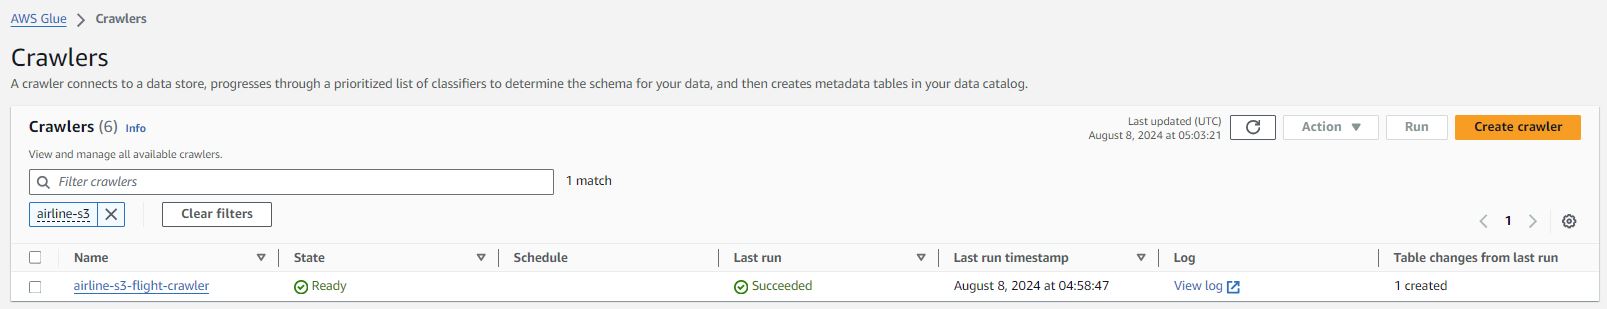 AWS Glue > Crawlers
Crawlers
A crawler connects to a data store, progresses through a prioritized list of classifiers to determine the schema for your data, and then creates metadata tables in your data catalog.
Crawlers (6) Info
Last updated (UTC)
August 8, 2024 at 05:03:21
Action
Run
Create crawler
View and manage all available crawlers.
Filter crawlers
1 match
airline-s3
Clear filters
1
Name State Schedule Last run Last run timestamp Log Table changes from last run
airline-s3-flight-crawler Ready Succeeded August 8, 2024 at 04:58:47 View log 1 created